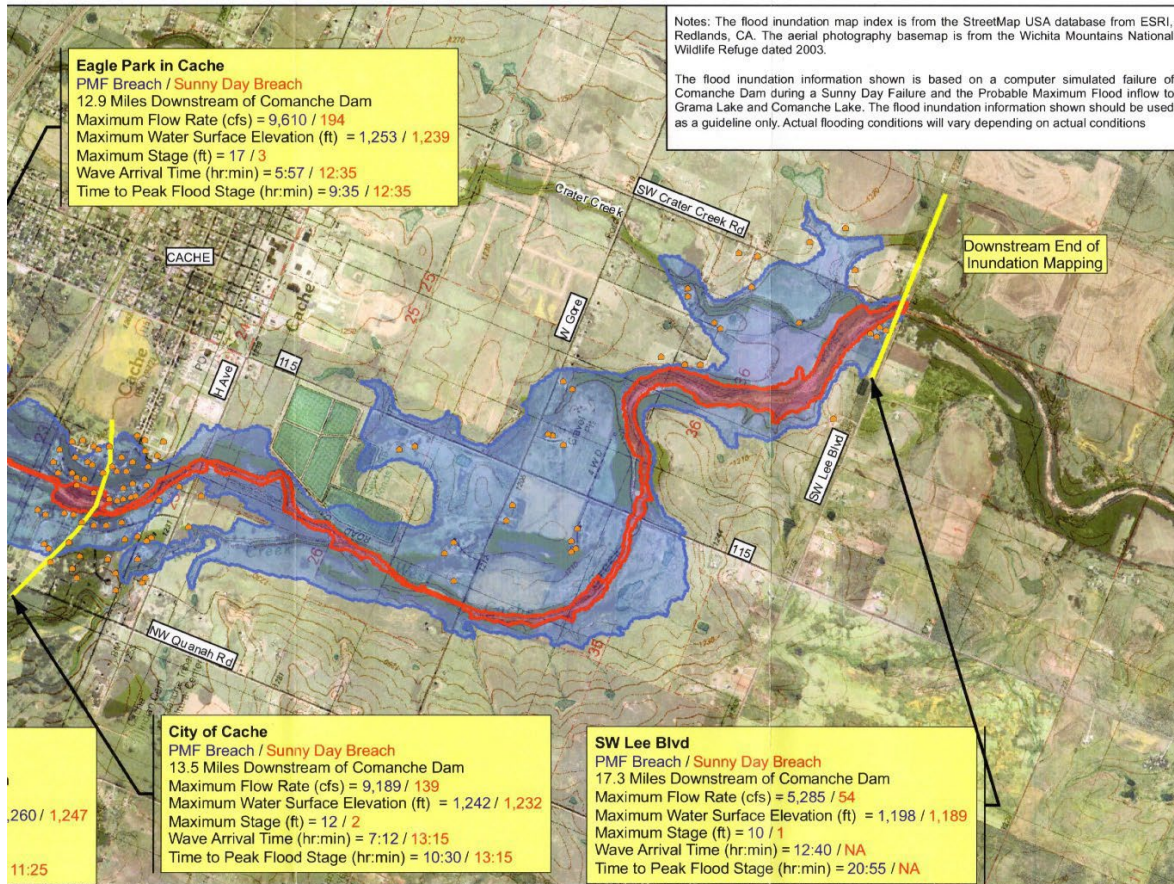 Notes: The flood inundation map index is from the StreetMap USA database from ESRI,
Redlands, CA. The aerial photography basemap is from the Wichita Mountains National
Wildlife Refuge dated 2003.
The flood inundation information shown is based on a computer simulated failure of
Comanche Dam during a Sunny Day Failure and the Probable Maximum Flood inflow to
Grama Lake and Comanche Lake. The flood inundation information shown should be used
as a guideline only. Actual flooding conditions will vary depending on actual conditions
Eagle Park in Cache
PMF Breach / Sunny Day Breach
12.9 Miles Downstream of Comanche Dam
Maximum Flow Rate (cfs) = 9,610 / 194
Maximum Water Surface Elevation (ft) = 1,253 / 1,239
Maximum Stage (ft) = 17 / 3
Wave Arrival Time (hr:min) = 5:57 / 12:35
Time to Peak Flood Stage (hr:min) = 9:35 / 12:35
Crater Creek
SW Crater Creek Rd
Downstream End of
Inundation Mapping
CACHE
Cache
25
25
24
W Gore
H Ave
115
Cache
23
36
36
SW Lee Blvd
26
Creek
115
35
NW Quanah Rd
City of Cache
PMF Breach / Sunny Day Breach
13.5 Miles Downstream of Comanche Dam
Maximum Flow Rate (cfs) = 9,189 / 139
Maximum Water Surface Elevation (ft) = 1,242 / 1,232
Maximum Stage (ft) = 12 / 2
Wave Arrival Time (hr:min) = 7:12 / 13:15
Time to Peak Flood Stage (hr:min) = 10:30 / 13:15
SW Lee Blvd
PMF Breach / Sunny Day Breach
17.3 Miles Downstream of Comanche Dam
Maximum Flow Rate (cfs) = 5,285 / 54
Maximum Water Surface Elevation (ft) = 1,198 / 1,189
Maximum Stage (ft) = 10 / 1
Wave Arrival Time (hr:min) = 12:40 / NA
Time to Peak Flood Stage (hr:min) = 20:55 / NA
,260 / 1,247
11:25